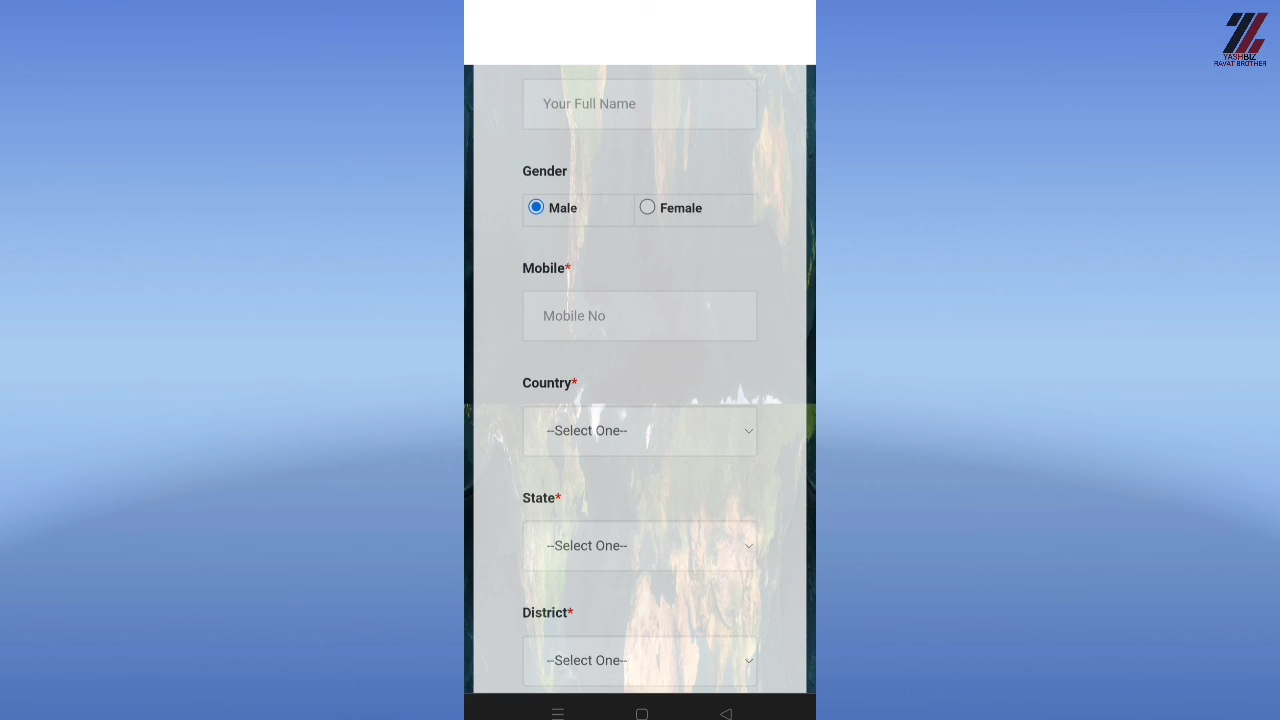 YASHBIZ
RAVAT BROTHER
Your Full Name
Gender
Male
Female
Mobile*
Mobile No
Country*
--Select One--
State*
--Select One--
District*
--Select One--